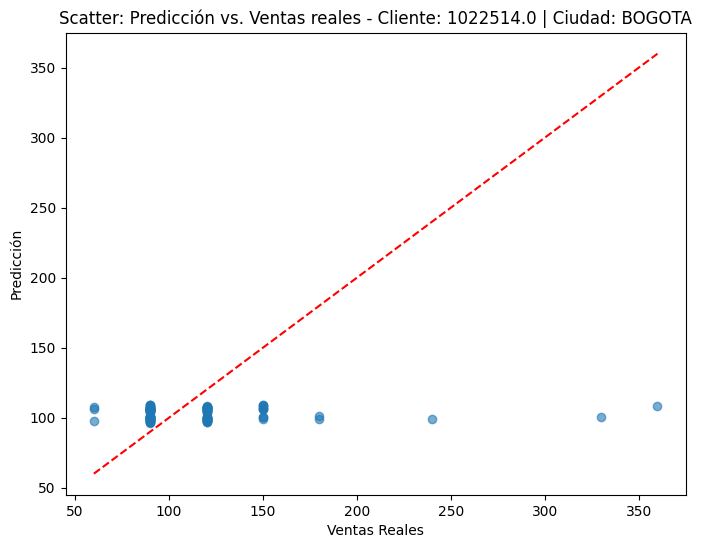 Scatter: Predicción vs. Ventas reales - Cliente: 1022514.0 | Ciudad: BOGOTA
350
300
250
200
150
100
50
Predicción
50 100 150 200 250 300 350
Ventas Reales